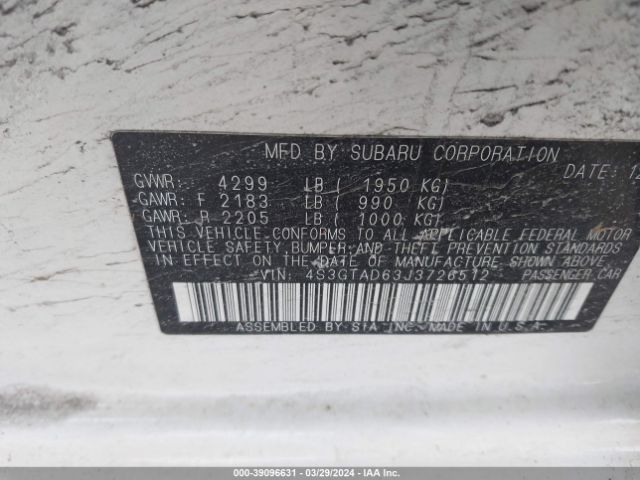 MFD BY SUBARU CORPORATION
DATE: 12
GVWR: 4299 LB ( 1950 KG)
GAWR: F 2183 LB ( 990 KG)
GAWR: R 2205 LB ( 1000 KG)
THIS VEHICLE CONFORMS TO ALL APPLICABLE FEDERAL MOTOR
VEHICLE SAFETY, BUMPER, AND THEFT PREVENTION STANDARDS
IN EFFECT ON THE DATE OF MANUFACTURE SHOWN ABOVE.
VIN: 4S3GTAD63J3726512 PASSENGER CAR
ASSEMBLED BY SIA INC. MADE IN U.S.A.
STOCK#: IAA-39096631 | 03/29/2024 | IAA Inc.